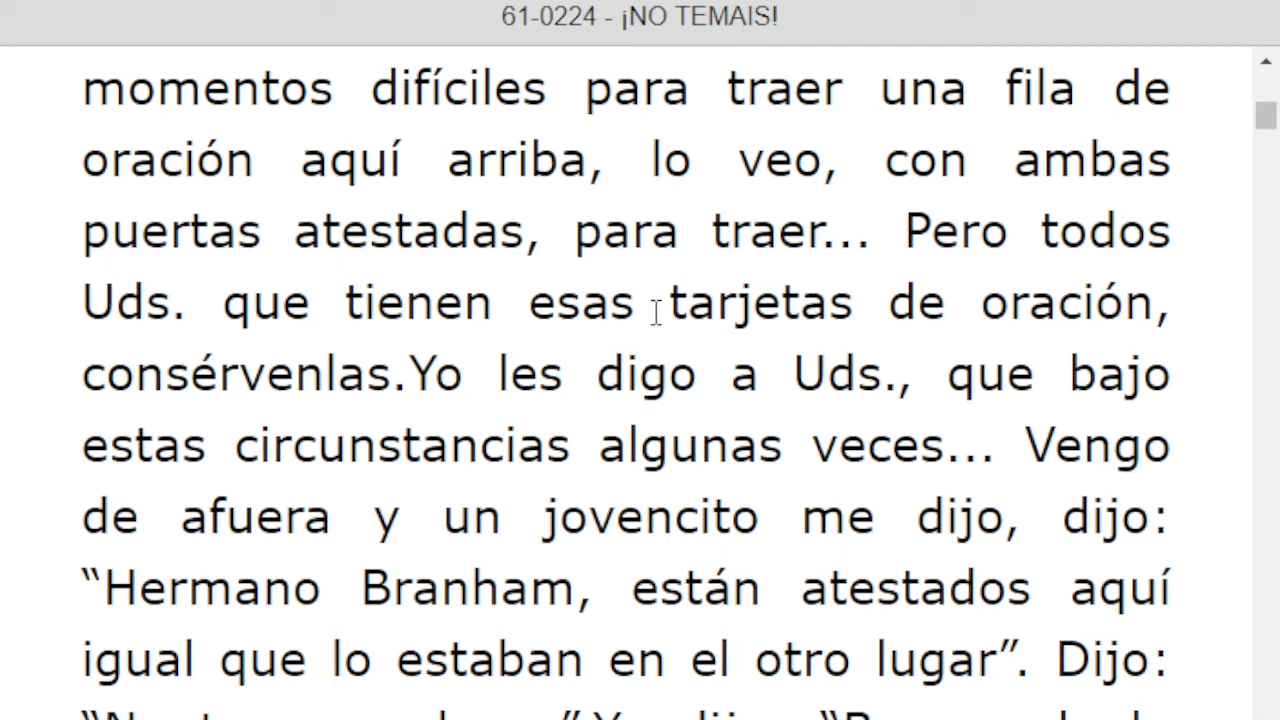 61-0224 - ¡NO TEMAIS!
momentos difíciles para traer una fila de
oración aquí arriba, lo veo, con ambas
puertas atestadas, para traer... Pero todos
Uds. que tienen esas tarjetas de oración,
consérvenlas.Yo les digo a Uds., que bajo
estas circunstancias algunas veces... Vengo
de afuera y un jovencito me dijo, dijo:
“Hermano Branham, están atestados aquí
igual que lo estaban en el otro lugar”. Dijo: